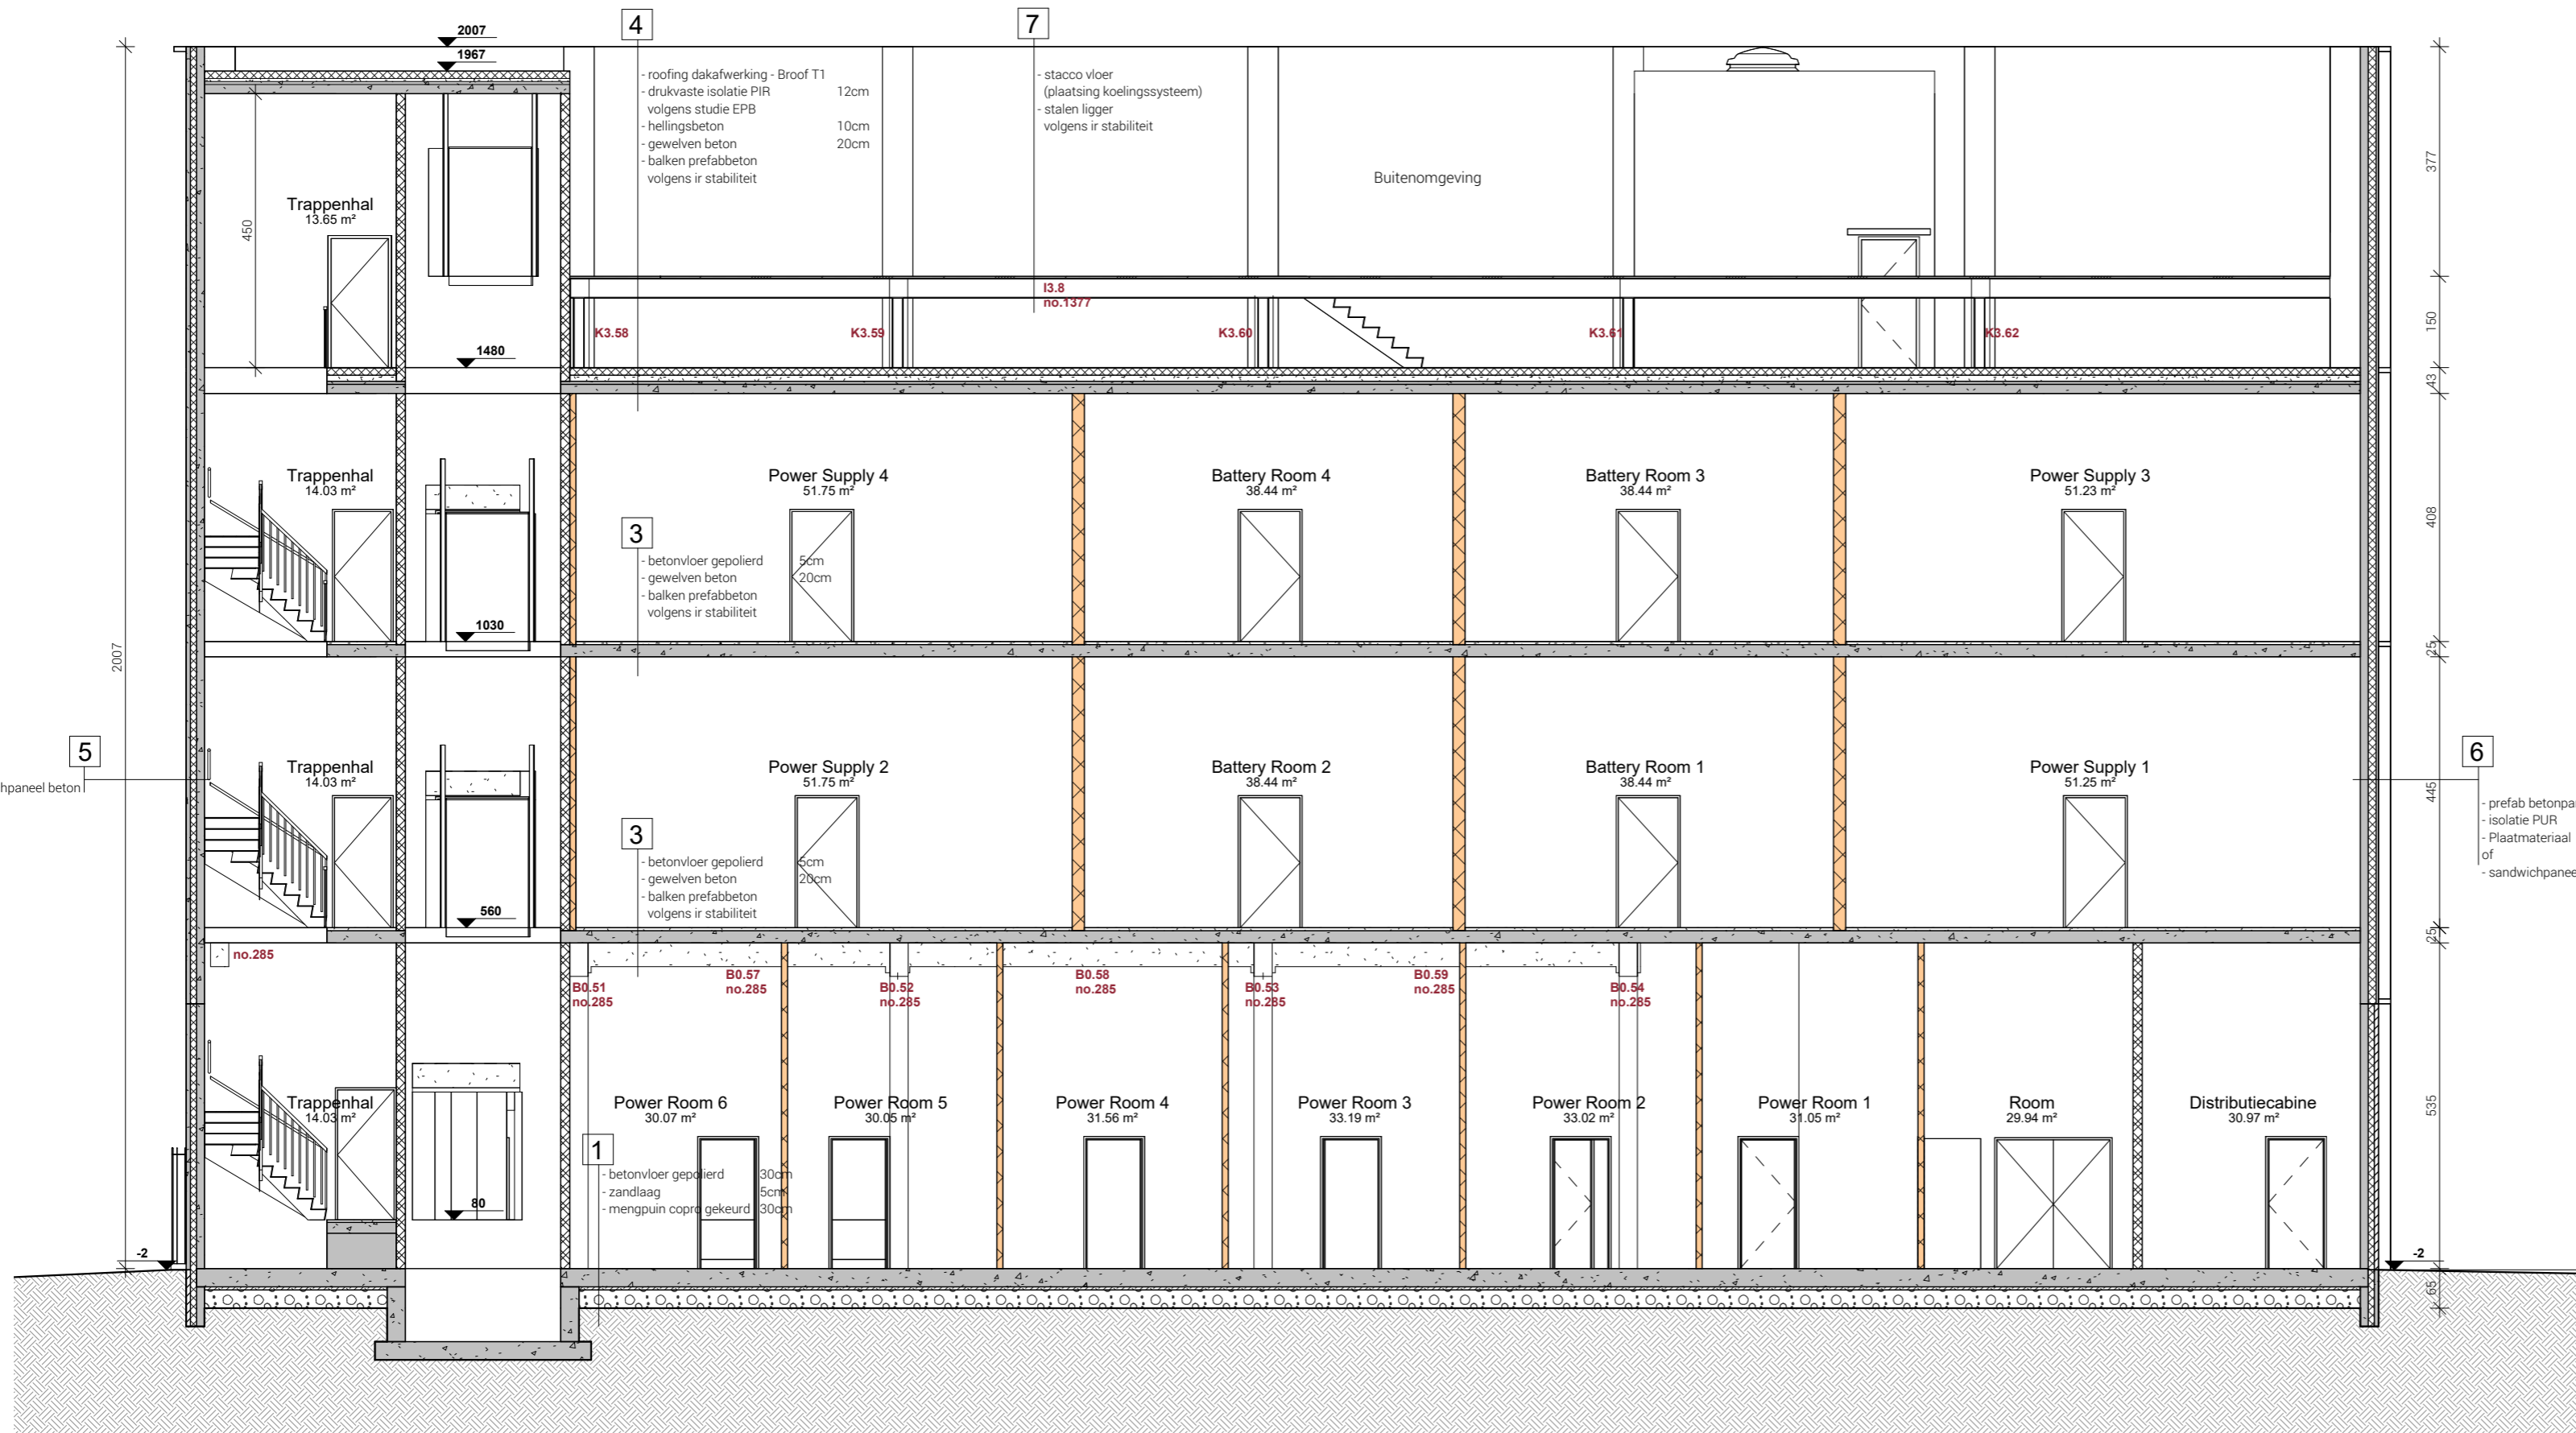 2007
1967
4
7
- roofing dakafwerking - Broof T1
- drukvaste isolatie PIR 12cm
volgens studie EPB
- hellingsbeton 10cm
- gewelven beton 20cm
- balken prefabbeton
volgens ir stabiliteit
- stacco vloer
(plaatsing koelingssysteem)
- stalen ligger
volgens ir stabiliteit
Buitenomgeving
377
Trappenhal
13.65 m²
450
I3.8
no.1377
K3.58
K3.59
K3.60
K3.61
K3.62
150
1480
43
Trappenhal
14.03 m²
Power Supply 4
51.75 m²
Battery Room 4
38.44 m²
Battery Room 3
38.44 m²
Power Supply 3
51.23 m²
408
3
- betonvloer gepolierd 5cm
- gewelven beton 20cm
- balken prefabbeton
volgens ir stabiliteit
1030
25
2007
5
hpaneel beton
Trappenhal
14.03 m²
Power Supply 2
51.75 m²
Battery Room 2
38.44 m²
Battery Room 1
38.44 m²
Power Supply 1
51.25 m²
445
6
- prefab betonpa
- isolatie PUR
- Plaatmateriaal
of
- sandwichpanee
3
- betonvloer gepolierd 5cm
- gewelven beton 20cm
- balken prefabbeton
volgens ir stabiliteit
560
25
no.285
B0.51
no.285
B0.57
no.285
B0.52
no.285
B0.58
no.285
B0.53
no.285
B0.59
no.285
B0.54
no.285
Trappenhal
14.03 m²
Power Room 6
30.07 m²
Power Room 5
30.05 m²
Power Room 4
31.56 m²
Power Room 3
33.19 m²
Power Room 2
33.02 m²
Power Room 1
31.05 m²
Room
29.94 m²
Distributiecabine
30.97 m²
535
1
- betonvloer gepolierd 30cm
- zandlaag 5cm
- mengpuin copro gekeurd 30cm
80
-2
-2
65